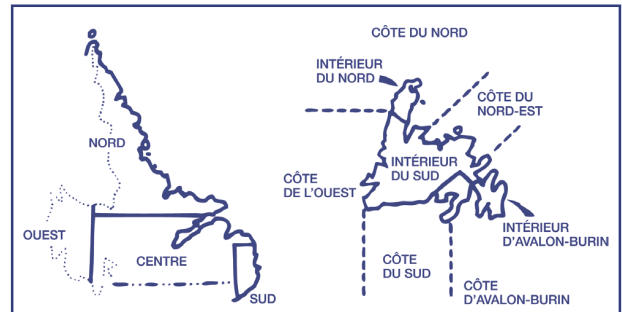 NORD
OUEST
CENTRE
SUD
CÔTE DU NORD
INTÉRIEUR
DU NORD
CÔTE DU
NORD-EST
INTÉRIEUR
DU SUD
CÔTE
DE L'OUEST
INTÉRIEUR
D'AVALON-BURIN
CÔTE
DU SUD
CÔTE
D'AVALON-BURIN